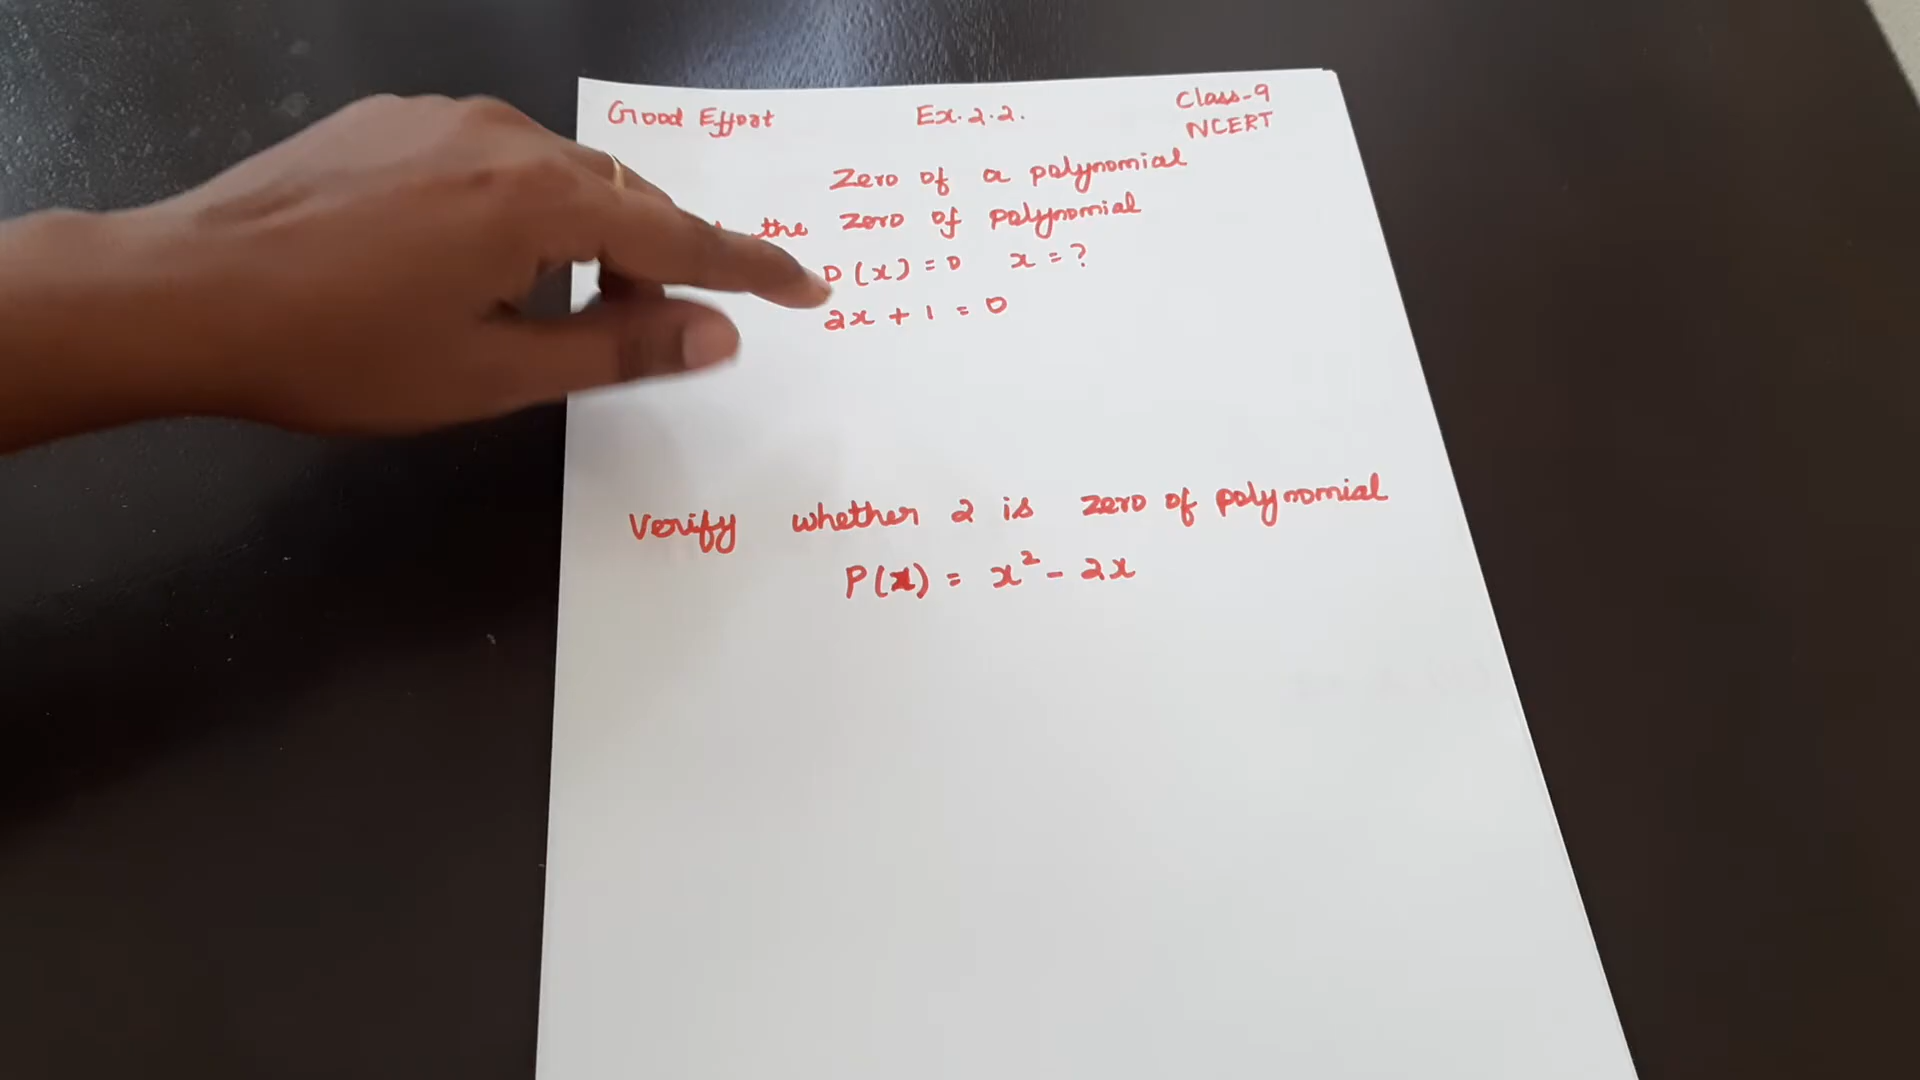 Good Effort Ex. 2.2. Class-9
NCERT
Zero of a polynomial
the zero of polynomial
P(x) = 0 x = ?
2x + 1 = 0
Verify whether 2 is zero of polynomial
P(x) = x² - 2x